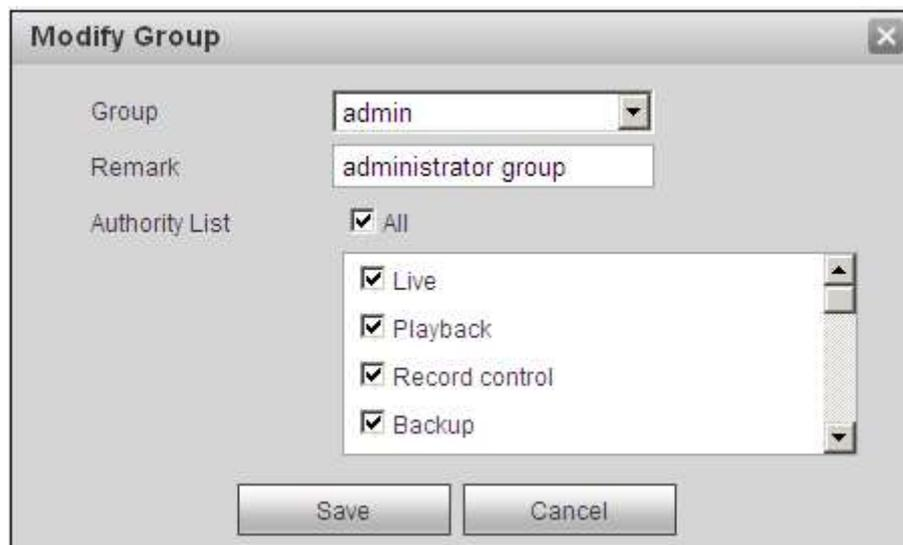 Modify Group
Group admin
Remark administrator group
Authority List All
Live
Playback
Record control
Backup
Save Cancel